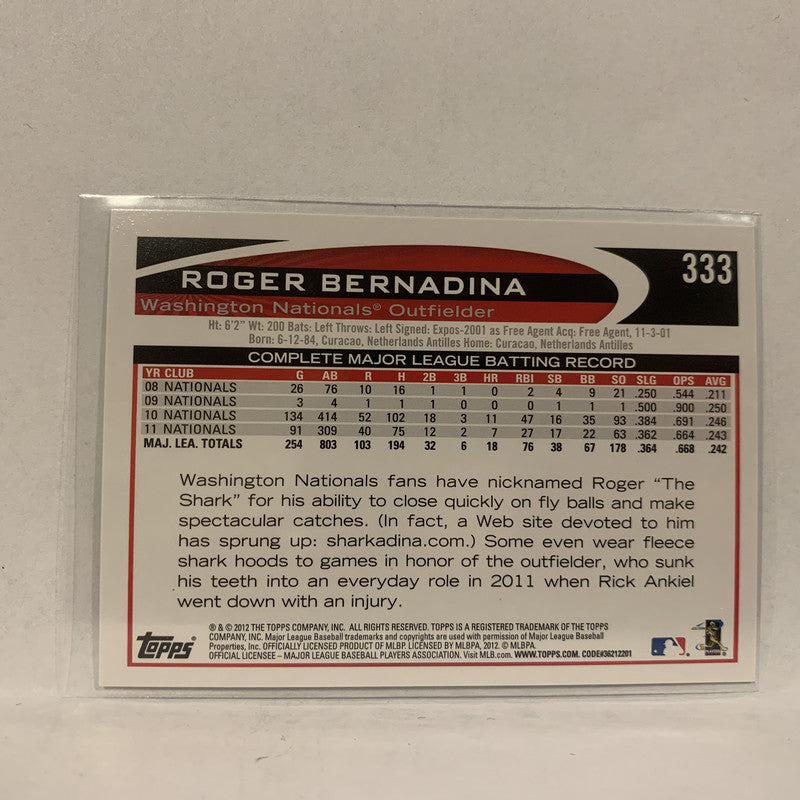 333
ROGER BERNADINA
Washington Nationals® Outfielder
Ht: 6'2" Wt: 200 Bats: Left Throws: Left Signed: Expos-2001 as Free Agent Acq: Free Agent, 11-3-01
Born: 6-12-84, Curacao, Netherlands Antilles Home: Curacao, Netherlands Antilles
COMPLETE MAJOR LEAGUE BATTING RECORD
YR CLUB G AB R H 2B 3B HR RBI SB BB SO SLG OPS AVG
08 NATIONALS 26 76 10 16 1 1 0 2 4 9 21 .250 .544 .211
09 NATIONALS 3 4 1 1 1 0 0 0 1 1 1 .500 .900 .250
10 NATIONALS 134 414 52 102 18 3 11 47 16 35 93 .384 .691 .246
11 NATIONALS 91 309 40 75 12 2 7 27 17 22 63 .362 .664 .243
MAJ. LEA. TOTALS 254 803 103 194 32 6 18 76 38 67 178 .364 .668 .242
Washington Nationals fans have nicknamed Roger "The
Shark" for his ability to close quickly on fly balls and make
spectacular catches. (In fact, a Web site devoted to him
has sprung up: sharkadina.com.) Some even wear fleece
shark hoods to games in honor of the outfielder, who sunk
his teeth into an everyday role in 2011 when Rick Ankiel
went down with an injury.
® & © 2012 THE TOPPS COMPANY, INC. ALL RIGHTS RESERVED. TOPPS IS A REGISTERED TRADEMARK OF THE TOPPS
COMPANY, INC. Major League Baseball trademarks and copyrights are used with permission of Major League Baseball
Properties, Inc. OFFICIALLY LICENSED PRODUCT OF MLBP. LICENSED BY MLBPA, 2012. © MLBPA.
OFFICIAL LICENSEE – MAJOR LEAGUE BASEBALL PLAYERS ASSOCIATION. Visit MLB.com. WWW.TOPPS.COM. CODE#36212201
Topps®